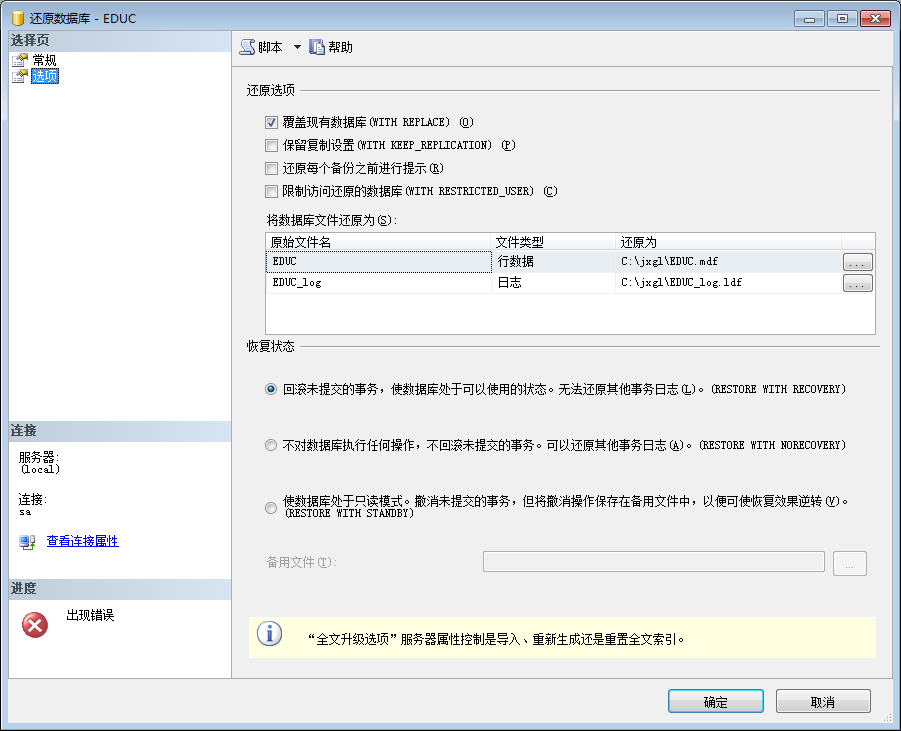 还原数据库 - EDUC
选择页
常规
选项
脚本
帮助
还原选项
覆盖现有数据库(WITH REPLACE) (O)
保留复制设置(WITH KEEP_REPLICATION) (P)
还原每个备份之前进行提示(R)
限制访问还原的数据库(WITH RESTRICTED_USER) (C)
将数据库文件还原为(S):
原始文件名 文件类型 还原为
EDUC 行数据 C:\jxgl\EDUC.mdf ...
EDUC_log 日志 C:\jxgl\EDUC_log.ldf ...
恢复状态
回滚未提交的事务，使数据库处于可以使用的状态。无法还原其他事务日志(L)。(RESTORE WITH RECOVERY)
不对数据库执行任何操作，不回滚未提交的事务。可以还原其他事务日志(A)。(RESTORE WITH NORECOVERY)
使数据库处于只读模式。撤消未提交的事务，但将撤消操作保存在备用文件中，以便可使恢复效果逆转(V)。
(RESTORE WITH STANDBY)
备用文件(T): ...
“全文升级选项”服务器属性控制是导入、重新生成还是重置全文索引。
连接
服务器:
(local)
连接:
sa
查看连接属性
进度
出现错误
确定
取消